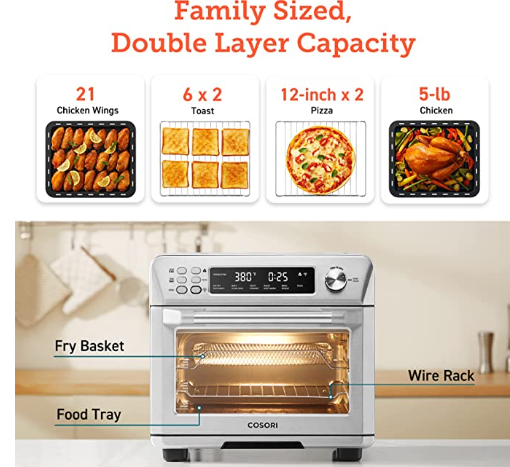 Family Sized,
Double Layer Capacity
21
Chicken Wings
6 x 2
Toast
12-inch x 2
Pizza
5-lb
Chicken
380°F
0:25
Fry Basket
Wire Rack
Food Tray
COSORI